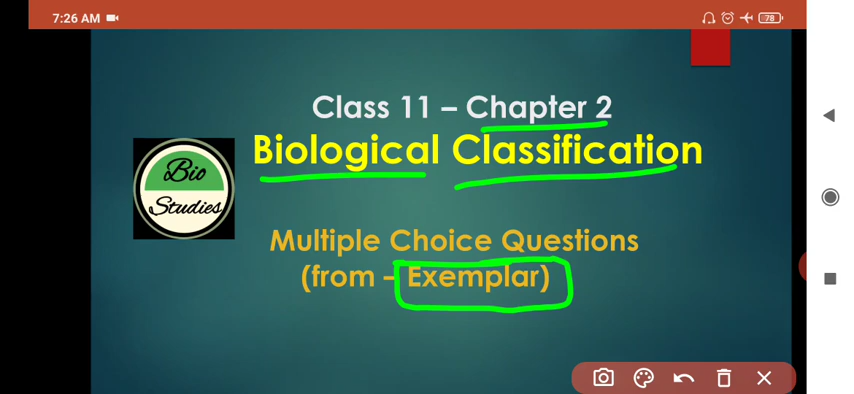 7:26 AM
78
Class 11 – Chapter 2
Biological Classification
Bio
Studies
Multiple Choice Questions
(from – Exemplar)